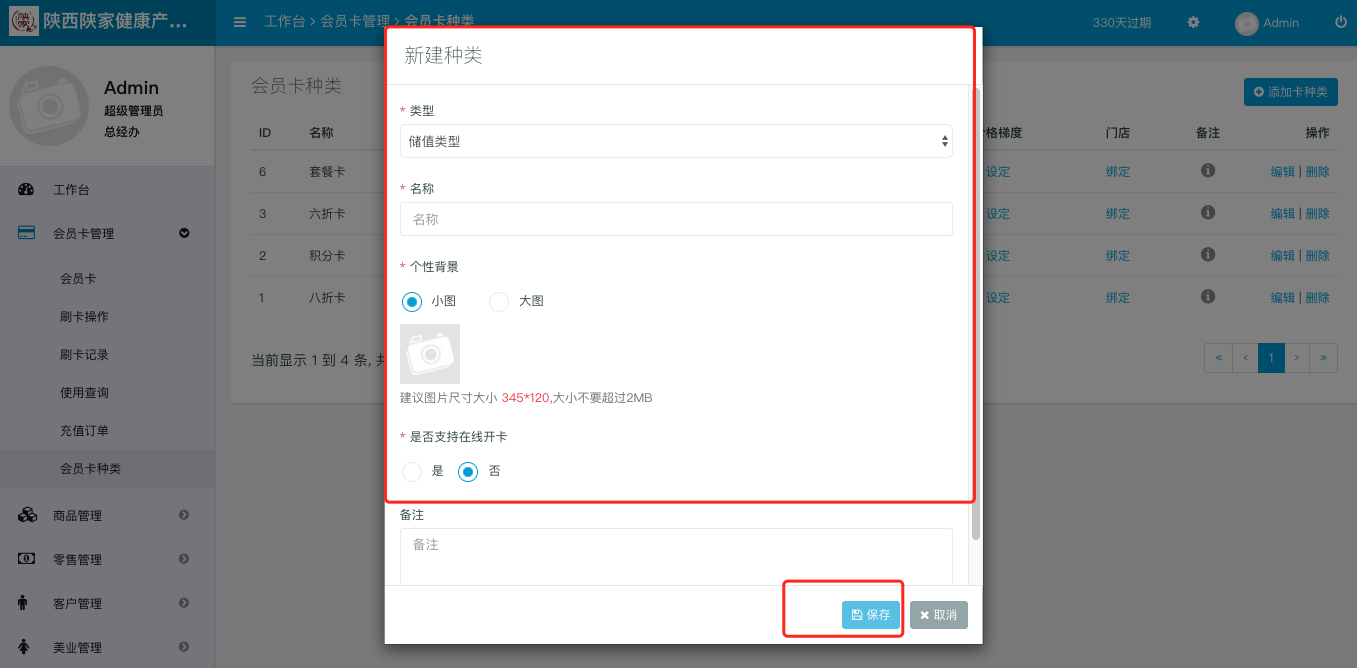 陕西陕家健康产...
工作台 > 会员卡管理 > 会员卡种类
330天过期
Admin
Admin
超级管理员
总经办
工作台
会员卡管理
会员卡
刷卡操作
刷卡记录
使用查询
充值订单
会员卡种类
商品管理
零售管理
客户管理
美业管理
会员卡种类
添加卡种类
ID 名称 格梯度 门店 备注 操作
6 套餐卡 设定 绑定 编辑 | 删除
3 六折卡 设定 绑定 编辑 | 删除
2 积分卡 设定 绑定 编辑 | 删除
1 八折卡 设定 绑定 编辑 | 删除
当前显示 1 到 4 条, 共
« ‹ 1 › »
新建种类
* 类型
储值类型
* 名称
名称
* 个性背景
小图 大图
建议图片尺寸大小 345*120,大小不要超过2MB
* 是否支持在线开卡
是 否
备注
备注
保存 取消